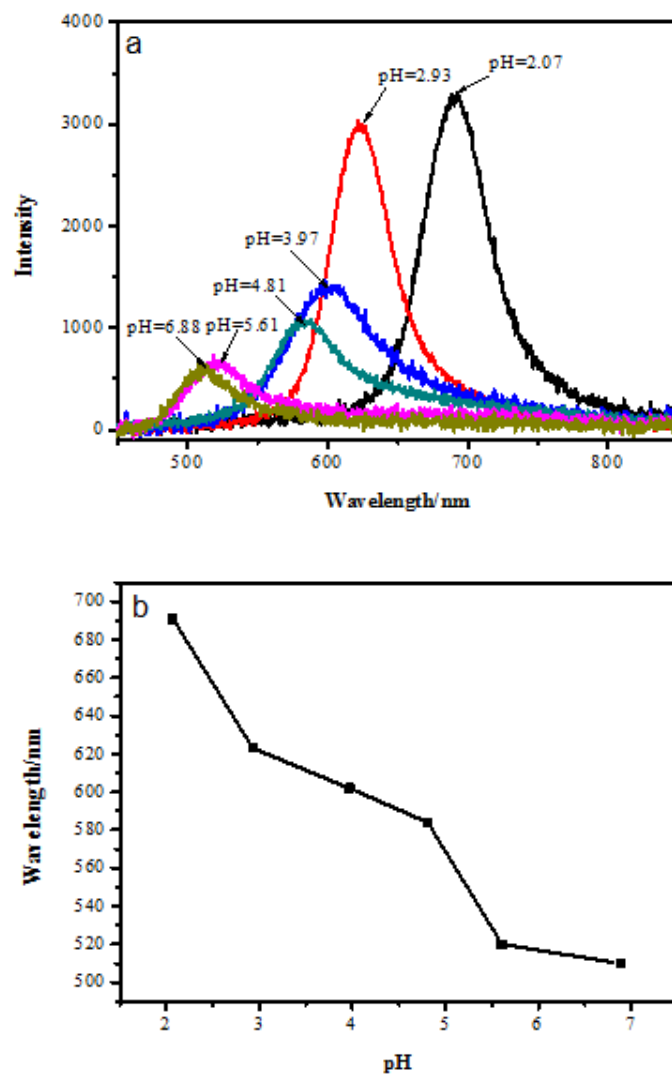 a
4000
3000
2000
1000
0
Intensity
pH=2.93
pH=2.07
pH=3.97
pH=4.81
pH=6.88
pH=5.61
500
600
700
800
Wavelength/nm
b
700
680
660
640
620
600
580
560
540
520
500
Wavelength/nm
2
3
4
5
6
7
pH